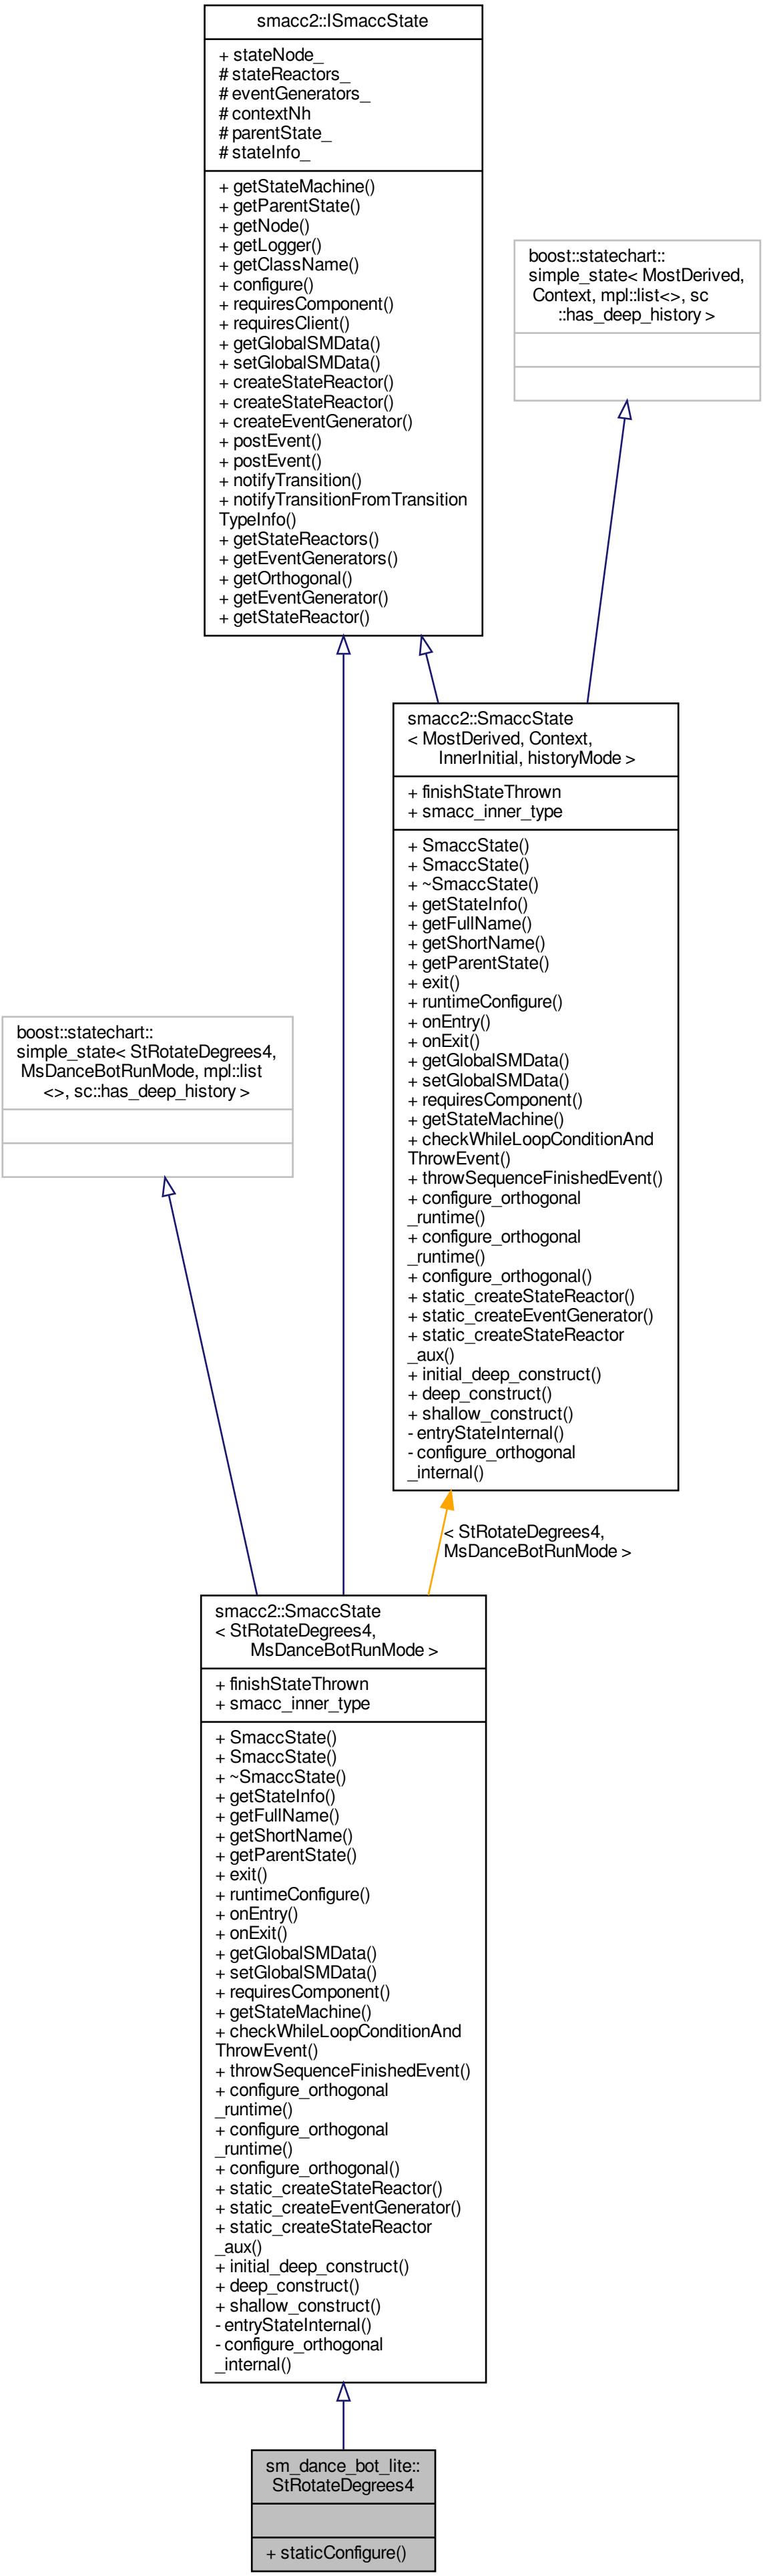 smacc2::ISmaccState
+ stateNode_
# stateReactors_
# eventGenerators_
# contextNh
# parentState_
# stateInfo_
+ getStateMachine()
+ getParentState()
+ getNode()
+ getLogger()
+ getClassName()
+ configure()
+ requiresComponent()
+ requiresClient()
+ getGlobalSMData()
+ setGlobalSMData()
+ createStateReactor()
+ createStateReactor()
+ createEventGenerator()
+ postEvent()
+ postEvent()
+ notifyTransition()
+ notifyTransitionFromTransition
TypeInfo()
+ getStateReactors()
+ getEventGenerators()
+ getOrthogonal()
+ getEventGenerator()
+ getStateReactor()
boost::statechart::
simple_state< MostDerived,
Context, mpl::list<>, sc
::has_deep_history >
smacc2::SmaccState
< MostDerived, Context,
InnerInitial, historyMode >
+ finishStateThrown
+ smacc_inner_type
+ SmaccState()
+ SmaccState()
+ ~SmaccState()
+ getStateInfo()
+ getFullName()
+ getShortName()
+ getParentState()
+ exit()
+ runtimeConfigure()
+ onEntry()
+ onExit()
+ getGlobalSMData()
+ setGlobalSMData()
+ requiresComponent()
+ getStateMachine()
+ checkWhileLoopConditionAnd
ThrowEvent()
+ throwSequenceFinishedEvent()
+ configure_orthogonal
_runtime()
+ configure_orthogonal
_runtime()
+ configure_orthogonal()
+ static_createStateReactor()
+ static_createEventGenerator()
+ static_createStateReactor
_aux()
+ initial_deep_construct()
+ deep_construct()
+ shallow_construct()
- entryStateInternal()
- configure_orthogonal
_internal()
boost::statechart::
simple_state< StRotateDegrees4,
MsDanceBotRunMode, mpl::list
<>, sc::has_deep_history >
< StRotateDegrees4,
MsDanceBotRunMode >
smacc2::SmaccState
< StRotateDegrees4,
MsDanceBotRunMode >
+ finishStateThrown
+ smacc_inner_type
+ SmaccState()
+ SmaccState()
+ ~SmaccState()
+ getStateInfo()
+ getFullName()
+ getShortName()
+ getParentState()
+ exit()
+ runtimeConfigure()
+ onEntry()
+ onExit()
+ getGlobalSMData()
+ setGlobalSMData()
+ requiresComponent()
+ getStateMachine()
+ checkWhileLoopConditionAnd
ThrowEvent()
+ throwSequenceFinishedEvent()
+ configure_orthogonal
_runtime()
+ configure_orthogonal
_runtime()
+ configure_orthogonal()
+ static_createStateReactor()
+ static_createEventGenerator()
+ static_createStateReactor
_aux()
+ initial_deep_construct()
+ deep_construct()
+ shallow_construct()
- entryStateInternal()
- configure_orthogonal
_internal()
sm_dance_bot_lite::
StRotateDegrees4
+ staticConfigure()